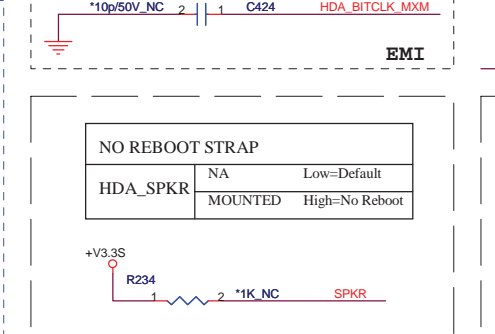 *10p/50V_NC 2 1 C424 HDA_BITCLK_MXM
EMI
NO REBOOT STRAP
HDA_SPKR NA Low=Default
MOUNTED High=No Reboot
+V3.3S
R234
1 2 *1K_NC SPKR